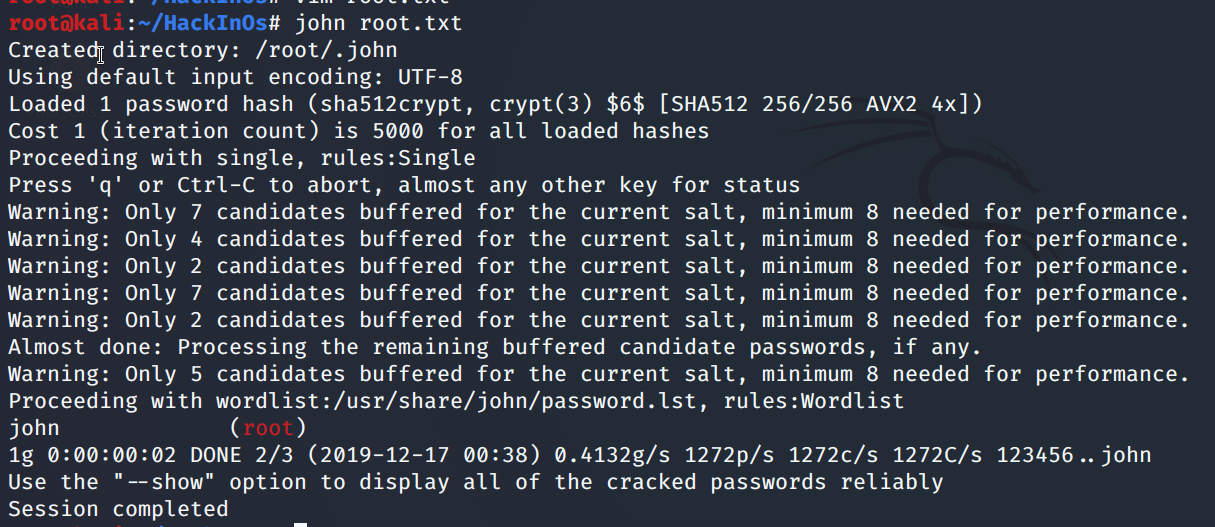 root@kali:~/HackInOs# vim root.txt
root@kali:~/HackInOs# john root.txt
Created directory: /root/.john
Using default input encoding: UTF-8
Loaded 1 password hash (sha512crypt, crypt(3) $6$ [SHA512 256/256 AVX2 4x])
Cost 1 (iteration count) is 5000 for all loaded hashes
Proceeding with single, rules:Single
Press 'q' or Ctrl-C to abort, almost any other key for status
Warning: Only 7 candidates buffered for the current salt, minimum 8 needed for performance.
Warning: Only 4 candidates buffered for the current salt, minimum 8 needed for performance.
Warning: Only 2 candidates buffered for the current salt, minimum 8 needed for performance.
Warning: Only 7 candidates buffered for the current salt, minimum 8 needed for performance.
Warning: Only 2 candidates buffered for the current salt, minimum 8 needed for performance.
Almost done: Processing the remaining buffered candidate passwords, if any.
Warning: Only 5 candidates buffered for the current salt, minimum 8 needed for performance.
Proceeding with wordlist:/usr/share/john/password.lst, rules:Wordlist
john             (root)
1g 0:00:00:02 DONE 2/3 (2019-12-17 00:38) 0.4132g/s 1272p/s 1272c/s 1272C/s 123456..john
Use the "--show" option to display all of the cracked passwords reliably
Session completed